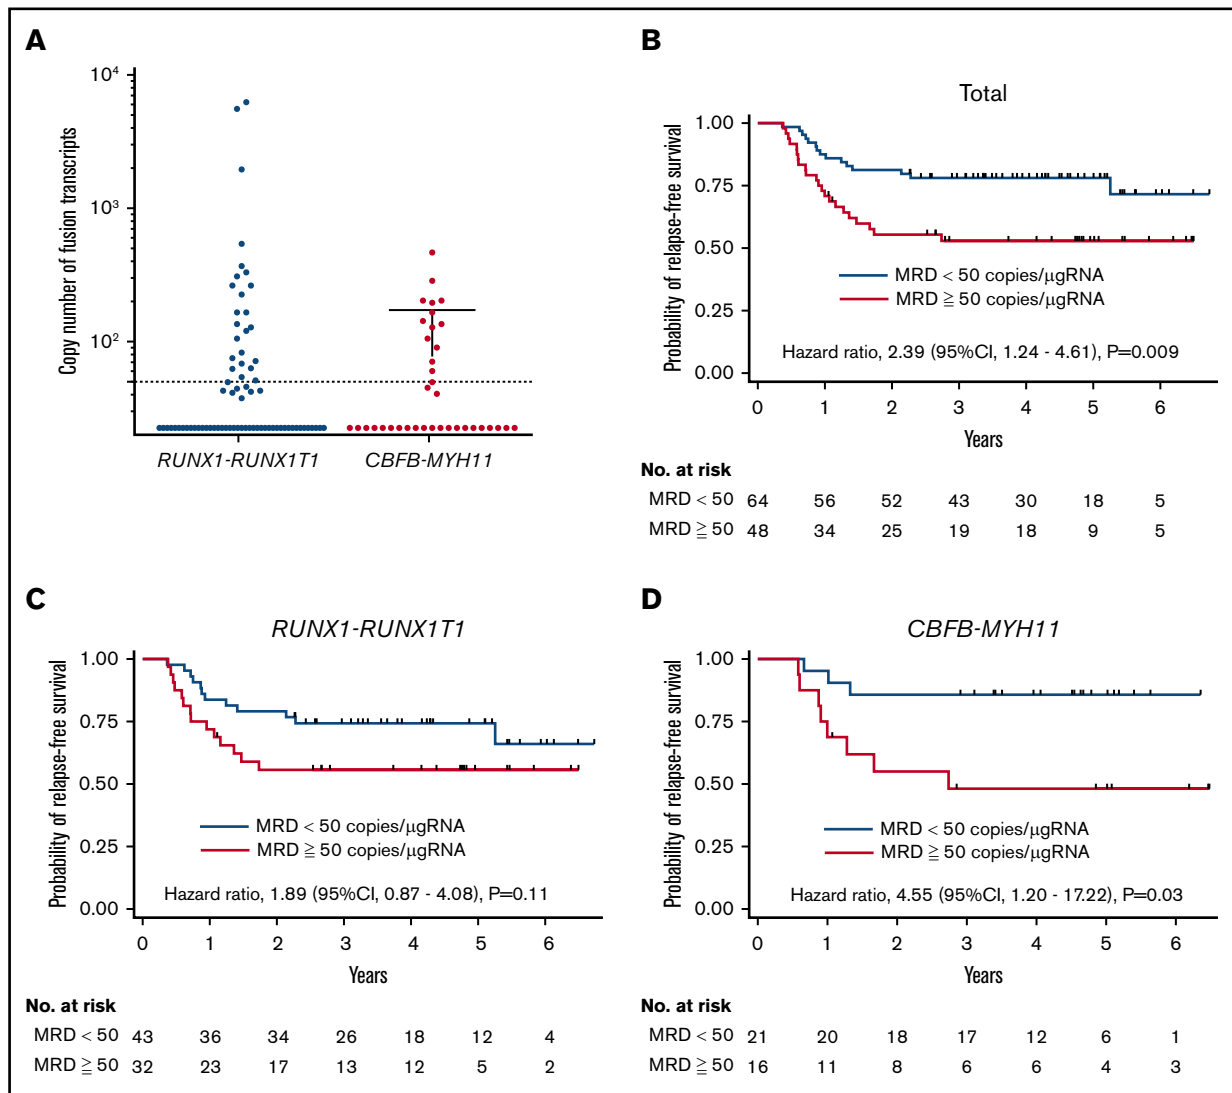 A
Copy number of fusion transcripts
10⁴
10³
10²
RUNX1-RUNX1T1 CBFB-MYH11
B
Total
Probability of relapse-free survival
1.00
0.75
0.50
0.25
0.00
MRD < 50 copies/μgRNA
MRD ≧ 50 copies/μgRNA
Hazard ratio, 2.39 (95%CI, 1.24 - 4.61), P=0.009
0 1 2 3 4 5 6
Years
No. at risk
MRD < 50 64 56 52 43 30 18 5
MRD ≧ 50 48 34 25 19 18 9 5
C
RUNX1-RUNX1T1
Probability of relapse-free survival
1.00
0.75
0.50
0.25
0.00
MRD < 50 copies/μgRNA
MRD ≧ 50 copies/μgRNA
Hazard ratio, 1.89 (95%CI, 0.87 - 4.08), P=0.11
0 1 2 3 4 5 6
Years
No. at risk
MRD < 50 43 36 34 26 18 12 4
MRD ≧ 50 32 23 17 13 12 5 2
D
CBFB-MYH11
Probability of relapse-free survival
1.00
0.75
0.50
0.25
0.00
MRD < 50 copies/μgRNA
MRD ≧ 50 copies/μgRNA
Hazard ratio, 4.55 (95%CI, 1.20 - 17.22), P=0.03
0 1 2 3 4 5 6
Years
No. at risk
MRD < 50 21 20 18 17 12 6 1
MRD ≧ 50 16 11 8 6 6 4 3